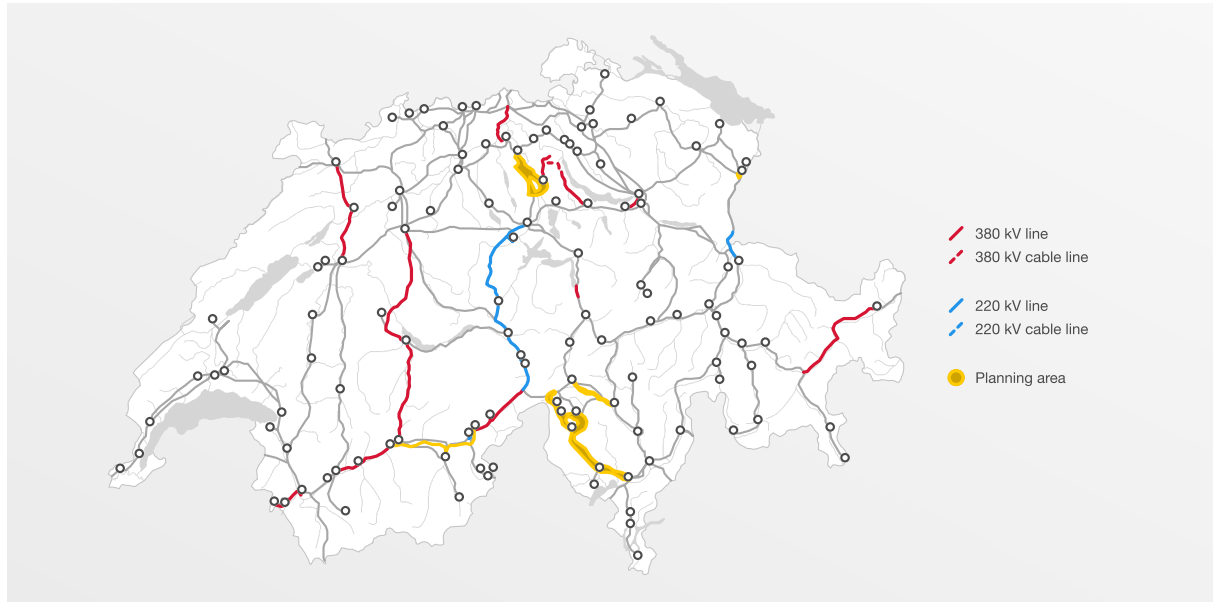 380 kV line
380 kV cable line
220 kV line
220 kV cable line
Planning area